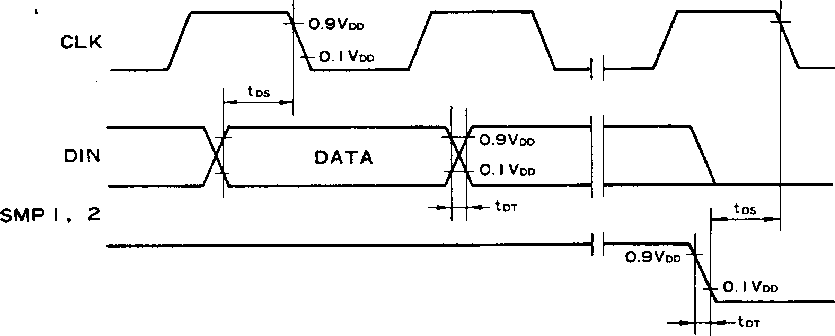 CLK
0.9VDD
0.1VDD
tDS
DIN
DATA
0.9VDD
0.1VDD
tDT
SMP1, 2
tDS
0.9VDD
0.1VDD
tDT